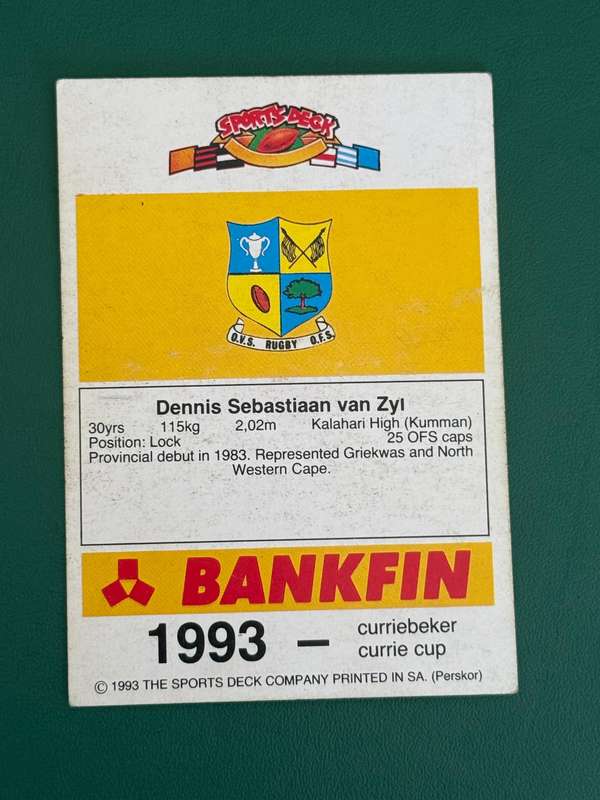 SPORTS DECK
O.V.S. RUGBY O.F.S.
Dennis Sebastiaan van Zyl
30yrs 115kg 2,02m Kalahari High (Kumman)
Position: Lock 25 OFS caps
Provincial debut in 1983. Represented Griekwas and North
Western Cape.
BANKFIN
1993 – curriebeker
currie cup
© 1993 THE SPORTS DECK COMPANY PRINTED IN SA. (Perskor)